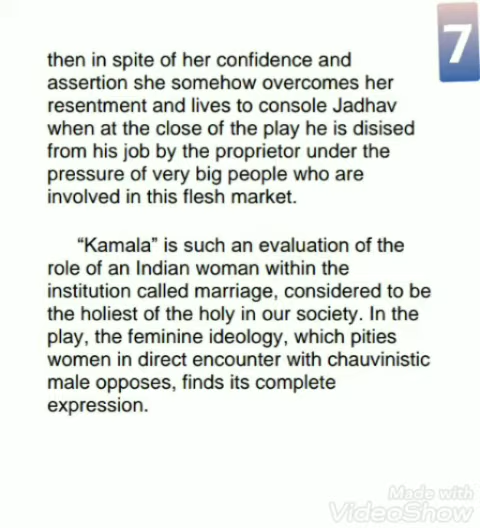 7
then in spite of her confidence and
assertion she somehow overcomes her
resentment and lives to console Jadhav
when at the close of the play he is disised
from his job by the proprietor under the
pressure of very big people who are
involved in this flesh market.
“Kamala” is such an evaluation of the
role of an Indian woman within the
institution called marriage, considered to be
the holiest of the holy in our society. In the
play, the feminine ideology, which pities
women in direct encounter with chauvinistic
male opposes, finds its complete
expression.
Made with
VideoShow